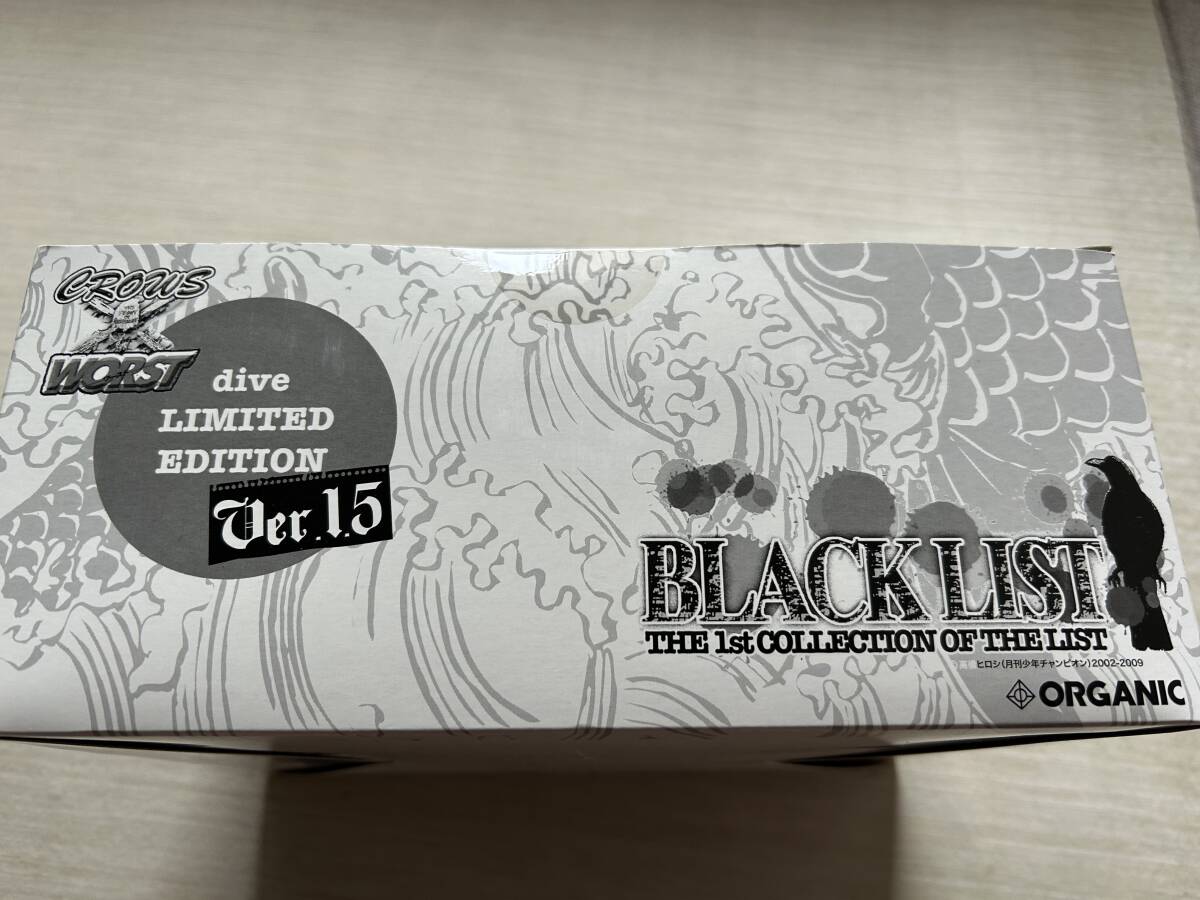 CROWS
WORST
dive
LIMITED
EDITION
Ver.1.5
BLACK LIST
THE 1st COLLECTION OF THE LIST
ヒロシ(月刊少年チャンピオン)2002-2009
ORGANIC